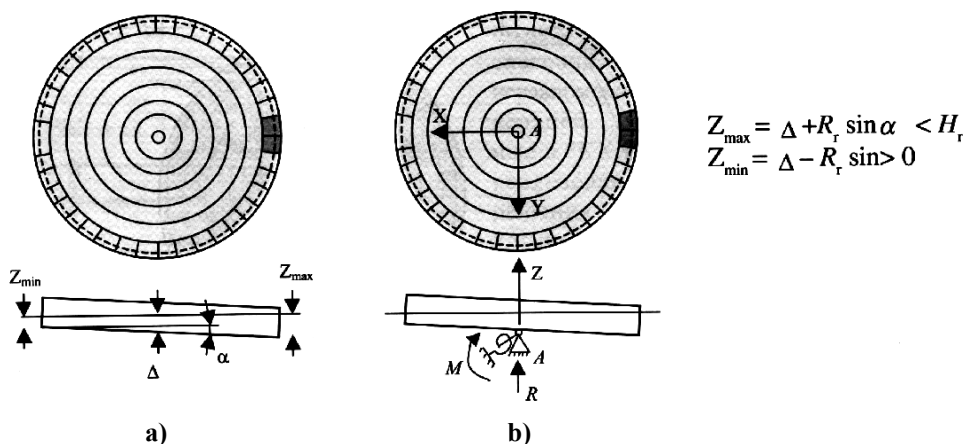 X
A
Y
Z_max = Δ + R_r sin α < H_r
Z_min = Δ − R_r sin > 0
Z_min
Z_max
Δ
α
Z
M
A
R
a)
b)